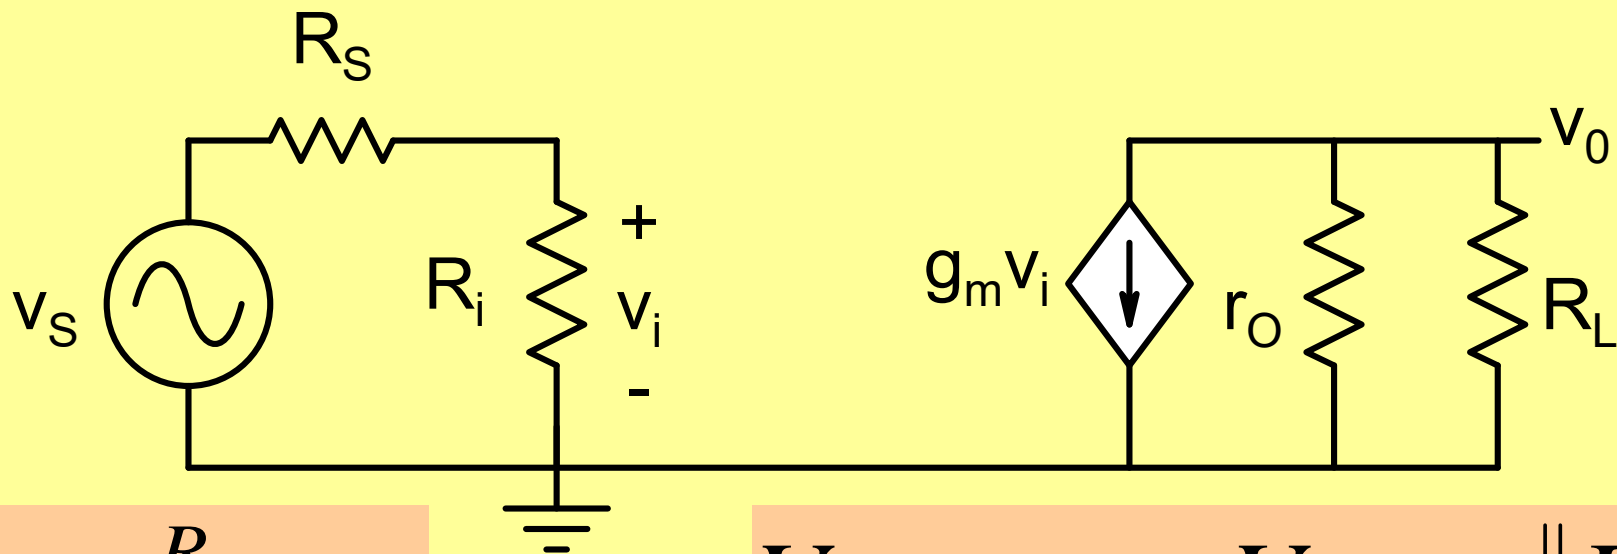 R_S
v_0
+
g_m v_i
R_i
v_i
v_S
r_O
R_L
-
R